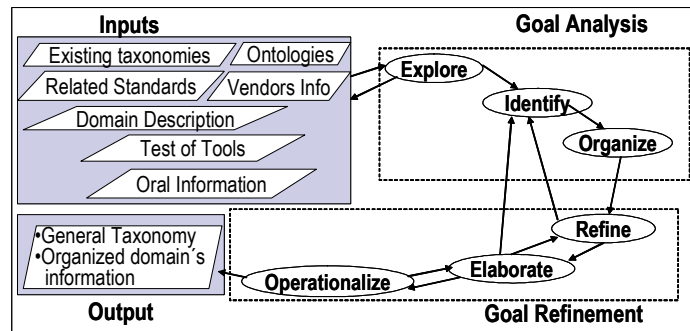 Inputs
Goal Analysis
Existing taxonomies
Ontologies
Explore
Related Standards
Vendors Info
Identify
Domain Description
Test of Tools
Organize
Oral Information
•General Taxonomy
•Organized domain´s
information
Refine
Elaborate
Operationalize
Output
Goal Refinement